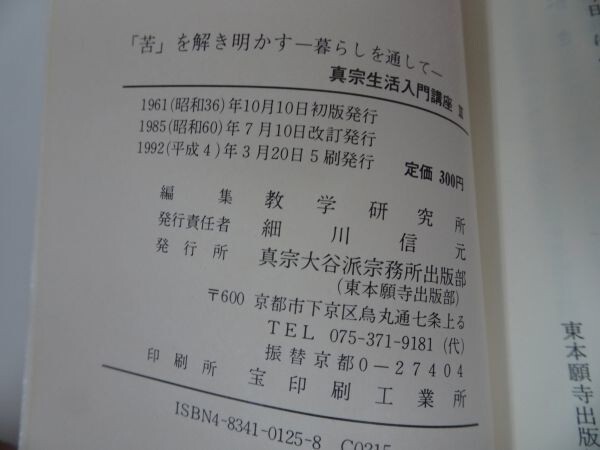 「苦」を解き明かす―暮らしを通して―
真宗生活入門講座 Ⅲ
1961(昭和36)年10月10日初版発行
1985(昭和60)年7月10日改訂発行
1992(平成4)年3月20日5刷発行
定価 300円
編集 教学研究所
発行責任者 細川信元
発行所 真宗大谷派宗務所出版部
(東本願寺出版部)
〒600 京都市下京区烏丸通七条上る
TEL 075-371-9181(代)
振替京都0-27404
印刷所 宝印刷工業所
ISBN4-8341-0125-8
東本願寺出版